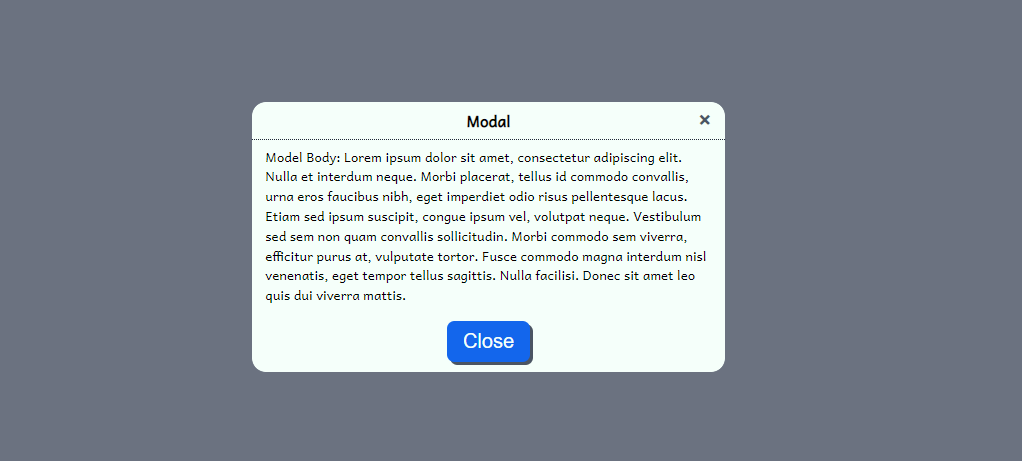 Modal ×
Model Body: Lorem ipsum dolor sit amet, consectetur adipiscing elit.
Nulla et interdum neque. Morbi placerat, tellus id commodo convallis,
urna eros faucibus nibh, eget imperdiet odio risus pellentesque lacus.
Etiam sed ipsum suscipit, congue ipsum vel, volutpat neque. Vestibulum
sed sem non quam convallis sollicitudin. Morbi commodo sem viverra,
efficitur purus at, vulputate tortor. Fusce commodo magna interdum nisl
venenatis, eget tempor tellus sagittis. Nulla facilisi. Donec sit amet leo
quis dui viverra mattis.
Close